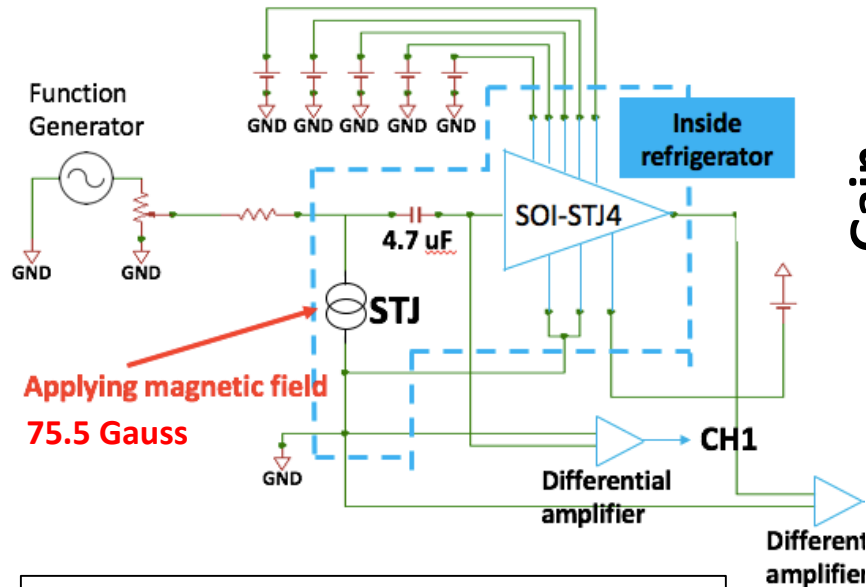 Function
Generator
GND GND GND GND GND
Inside
refrigerator
SOI-STJ4
4.7 uF
GND
GND
STJ
Applying magnetic field
75.5 Gauss
CH1
GND
Differential
amplifier
amplifier